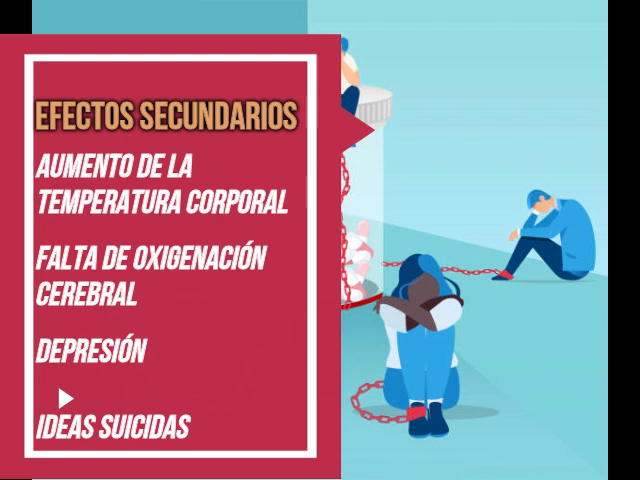 EFECTOS SECUNDARIOS
AUMENTO DE LA
TEMPERATURA CORPORAL
FALTA DE OXIGENACIÓN
CEREBRAL
DEPRESIÓN
IDEAS SUICIDAS